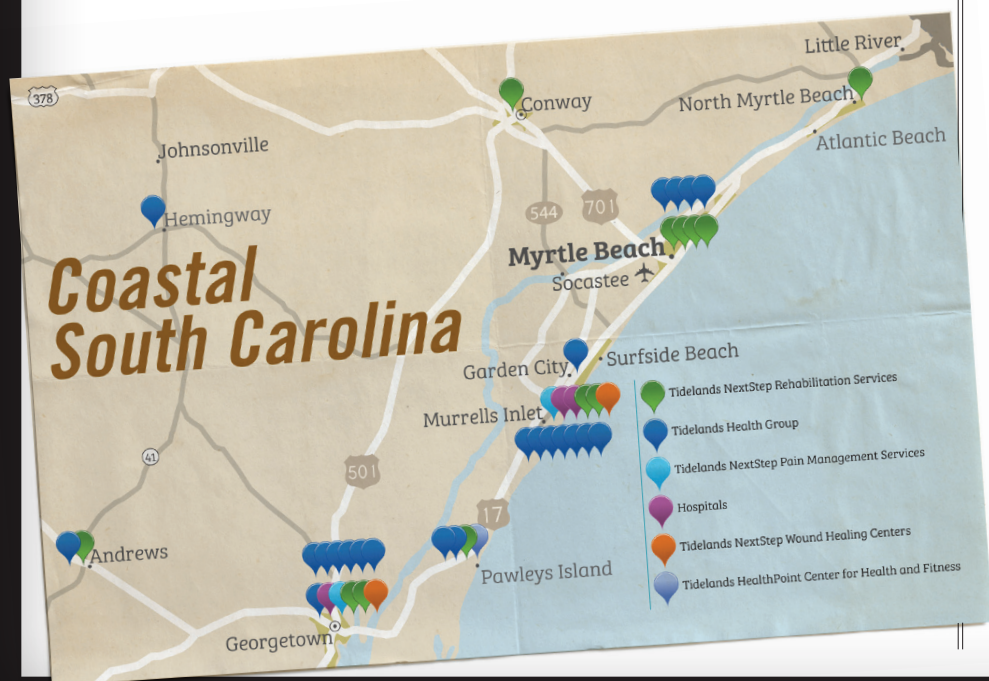 Little River
378
Conway
North Myrtle Beach
Atlantic Beach
Johnsonville
Hemingway
544
701
Myrtle Beach
Socastee
Coastal
South Carolina
Garden City
Surfside Beach
Murrells Inlet
Tidelands NextStep Rehabilitation Services
Tidelands Health Group
Tidelands NextStep Pain Management Services
Hospitals
Tidelands NextStep Wound Healing Centers
Tidelands HealthPoint Center for Health and Fitness
41
501
17
Andrews
Pawleys Island
Georgetown